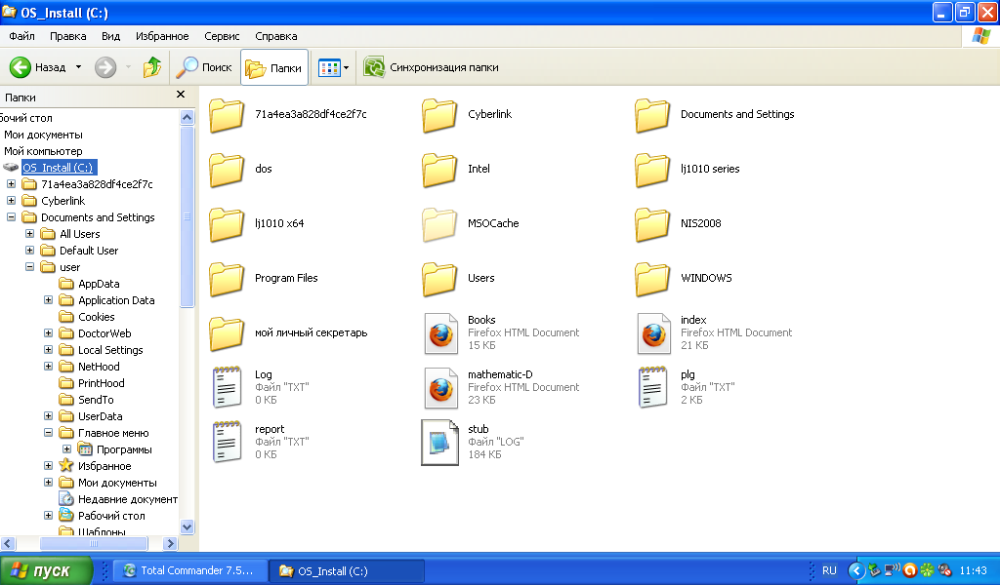 OS_Install (C:)
Файл Правка Вид Избранное Сервис Справка
Назад Поиск Папки Синхронизация папки
Папки
бочий стол
Мои документы
Мой компьютер
OS_Install (C:)
71a4ea3a828df4ce2f7c
Cyberlink
Documents and Settings
All Users
Default User
user
AppData
Application Data
Cookies
DoctorWeb
Local Settings
NetHood
PrintHood
SendTo
UserData
Главное меню
Программы
Избранное
Мои документы
Недавние документ
Рабочий стол
Шаблоны
71a4ea3a828df4ce2f7c
Cyberlink
Documents and Settings
dos
Intel
lj1010 series
lj1010 x64
MSOCache
NIS2008
Program Files
Users
WINDOWS
мой личный секретарь
Books
Firefox HTML Document
15 КБ
index
Firefox HTML Document
21 КБ
Log
Файл "TXT"
0 КБ
mathematic-D
Firefox HTML Document
23 КБ
plg
Файл "TXT"
2 КБ
report
Файл "TXT"
0 КБ
stub
Файл "LOG"
184 КБ
пуск Total Commander 7.5... OS_Install (C:) RU 11:43